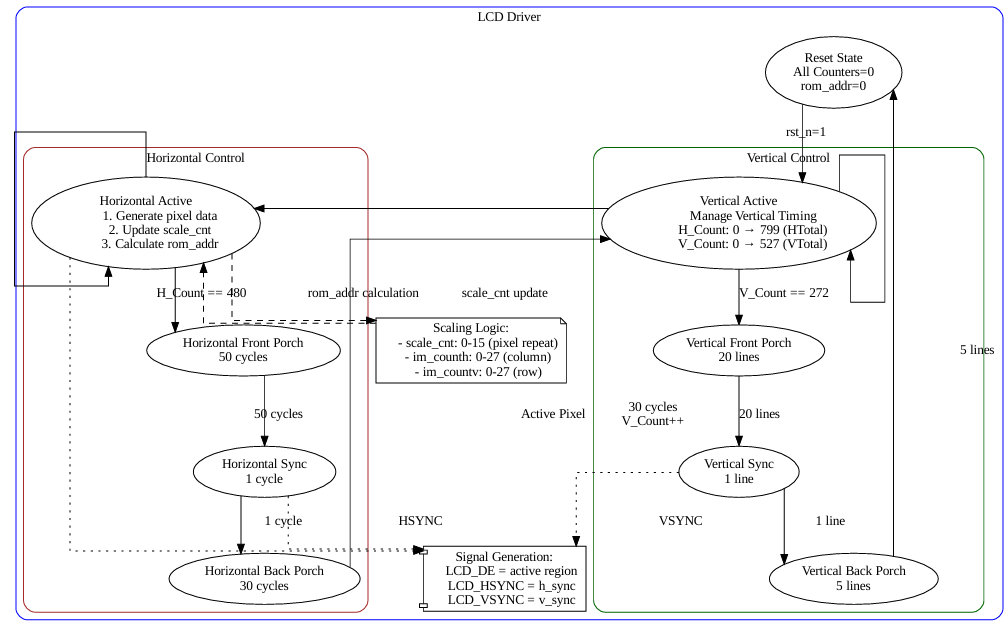 LCD Driver
Reset State
All Counters=0
rom_addr=0
rst_n=1
Horizontal Control
Vertical Control
Horizontal Active
1. Generate pixel data
2. Update scale_cnt
3. Calculate rom_addr
Vertical Active
Manage Vertical Timing
H_Count: 0 → 799 (HTotal)
V_Count: 0 → 527 (VTotal)
H_Count == 480
rom_addr calculation
scale_cnt update
V_Count == 272
Scaling Logic:
- scale_cnt: 0-15 (pixel repeat)
- im_counth: 0-27 (column)
- im_countv: 0-27 (row)
Horizontal Front Porch
50 cycles
Vertical Front Porch
20 lines
5 lines
50 cycles
Active Pixel
30 cycles
V_Count++
20 lines
Horizontal Sync
1 cycle
Vertical Sync
1 line
1 cycle
HSYNC
VSYNC
1 line
Horizontal Back Porch
30 cycles
Signal Generation:
LCD_DE = active region
LCD_HSYNC = h_sync
LCD_VSYNC = v_sync
Vertical Back Porch
5 lines